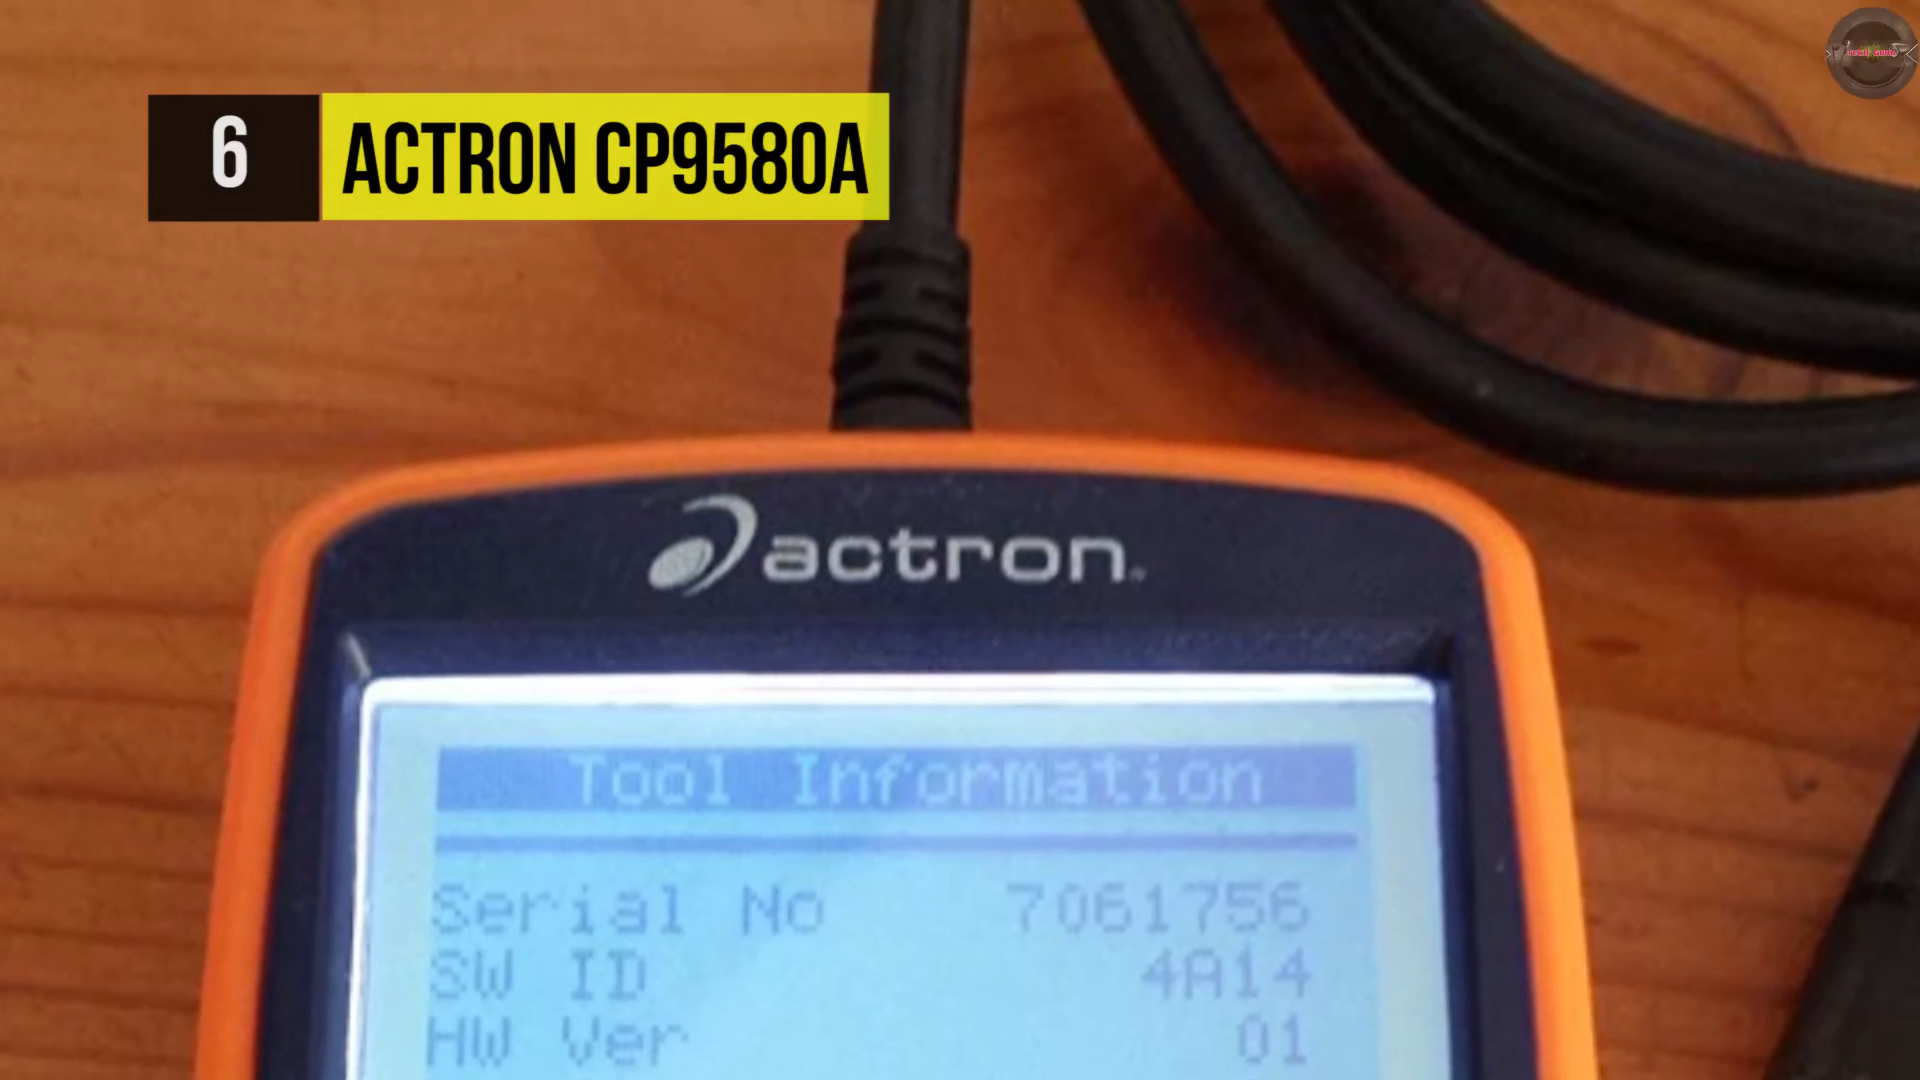 6 ACTRON CP9580A
actron
Tool Information
Serial No 7061756
SW ID 4A14
HW Ver 01